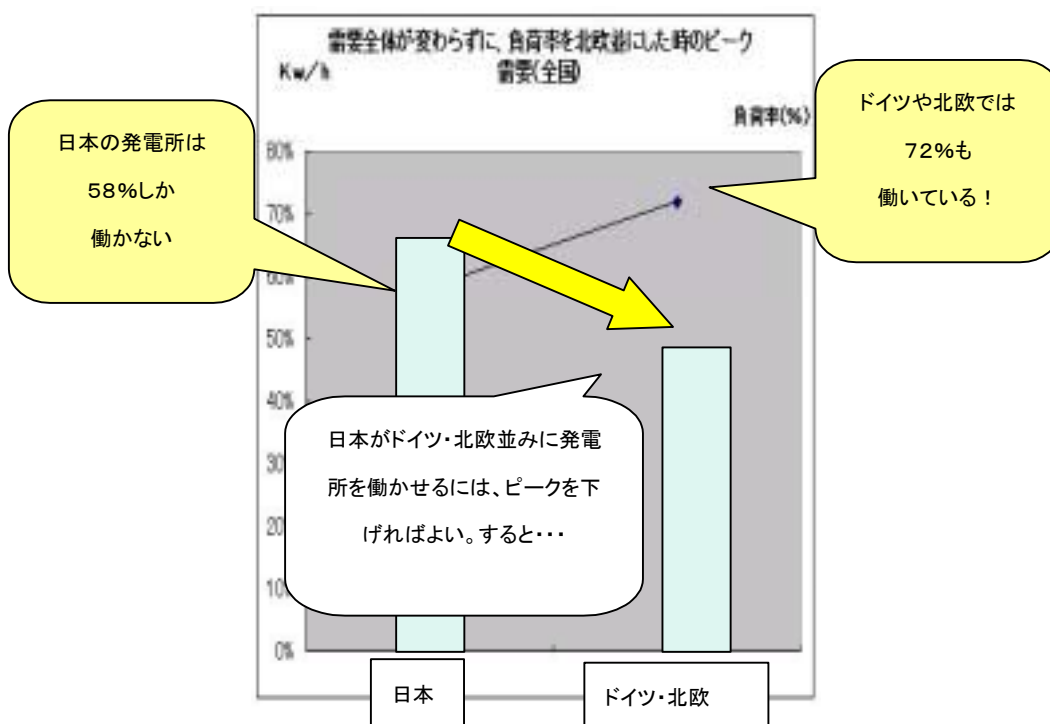 需要全体が変わらずに、負荷率を北欧並にした時のピーク
需要(全国)
Kw/h
負荷率(%)
日本の発電所は
58%しか
働かない
ドイツや北欧では
72%も
働いている!
80%
70%
60%
50%
40%
30%
20%
10%
0%
日本がドイツ・北欧並みに発電
所を働かせるには、ピークを下
げればよい。すると・・・
日本
ドイツ・北欧